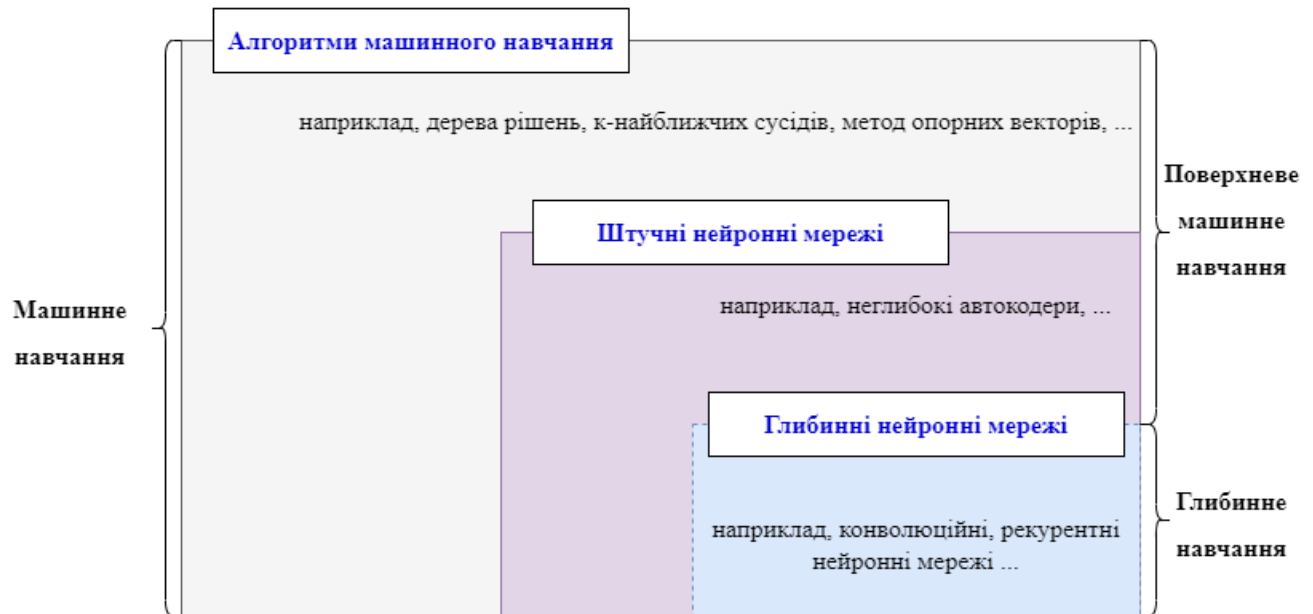 Алгоритми машинного навчання
наприклад, дерева рішень, к-найближчих сусідів, метод опорних векторів, ...
Поверхневе
машинне
навчання
Штучні нейронні мережі
наприклад, неглибокі автокодери, ...
Машинне
навчання
Глибинні нейронні мережі
наприклад, конволюційні, рекурентні
нейронні мережі ...
Глибинне
навчання